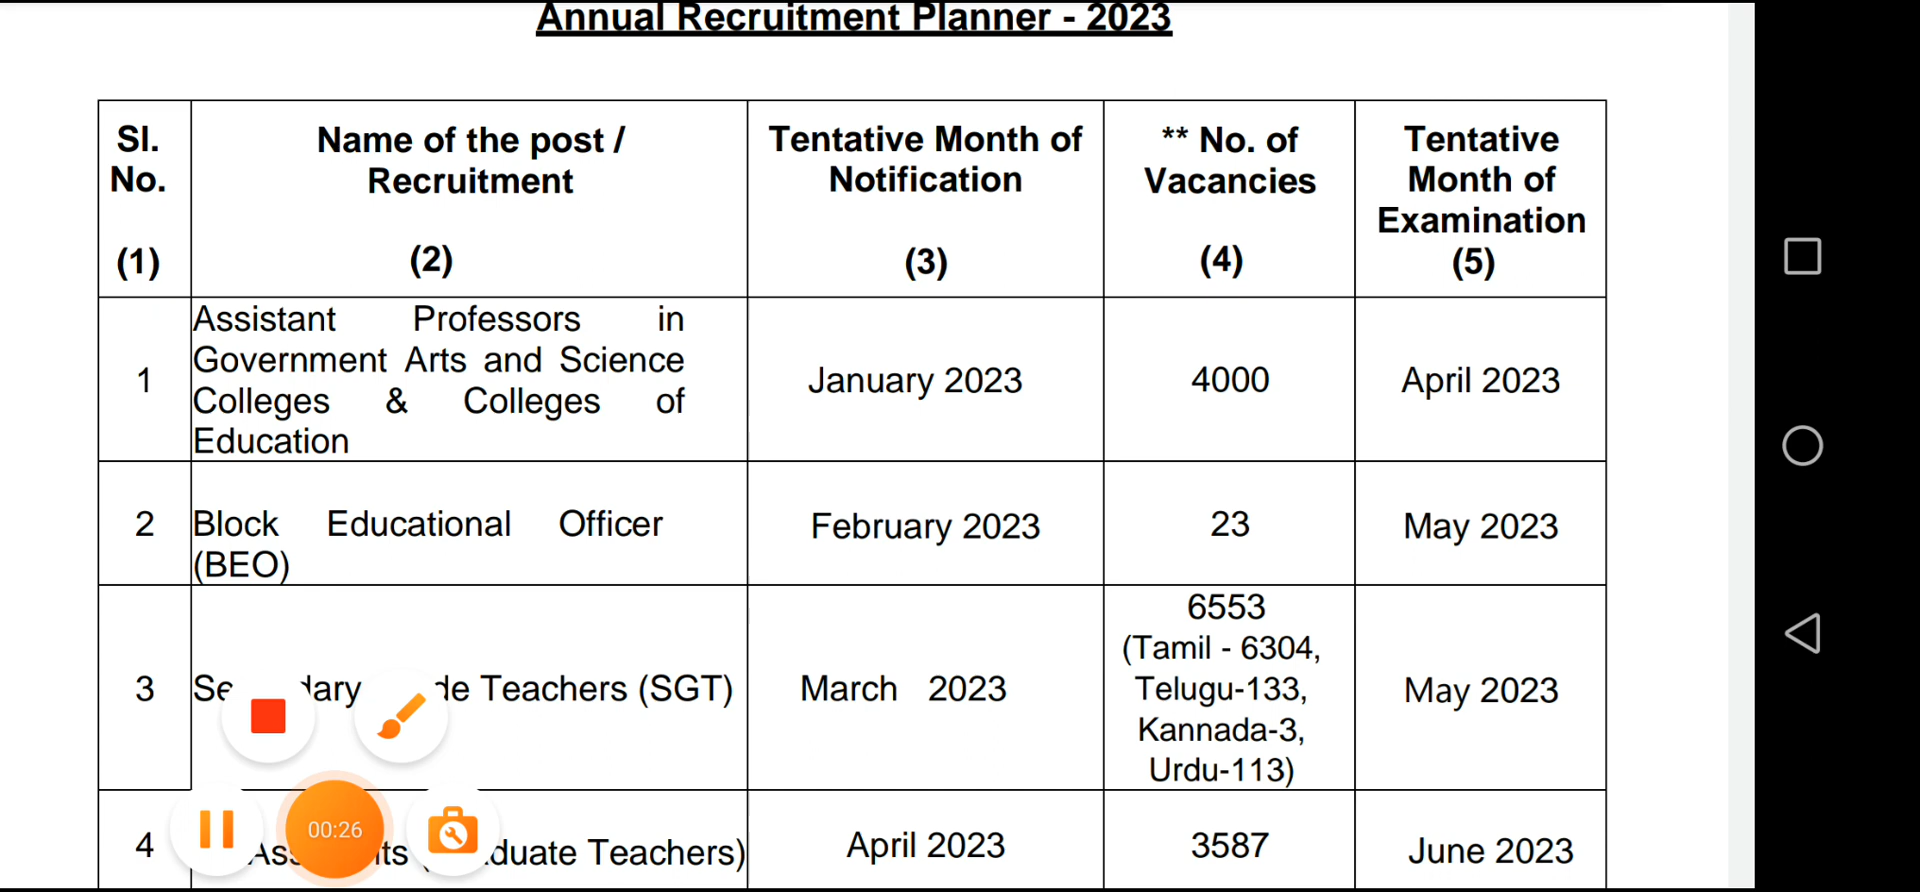 Annual Recruitment Planner - 2023
Sl.
No.
(1)
Name of the post /
Recruitment
(2)
Tentative Month of
Notification
(3)
** No. of
Vacancies
(4)
Tentative
Month of
Examination
(5)
1
Assistant Professors in
Government Arts and Science
Colleges & Colleges of
Education
January 2023
4000
April 2023
2
Block Educational Officer
(BEO)
February 2023
23
May 2023
3
Teachers (SGT)
March 2023
6553
(Tamil - 6304,
Telugu-133,
Kannada-3,
Urdu-113)
May 2023
4
Teachers)
April 2023
3587
June 2023
00:26